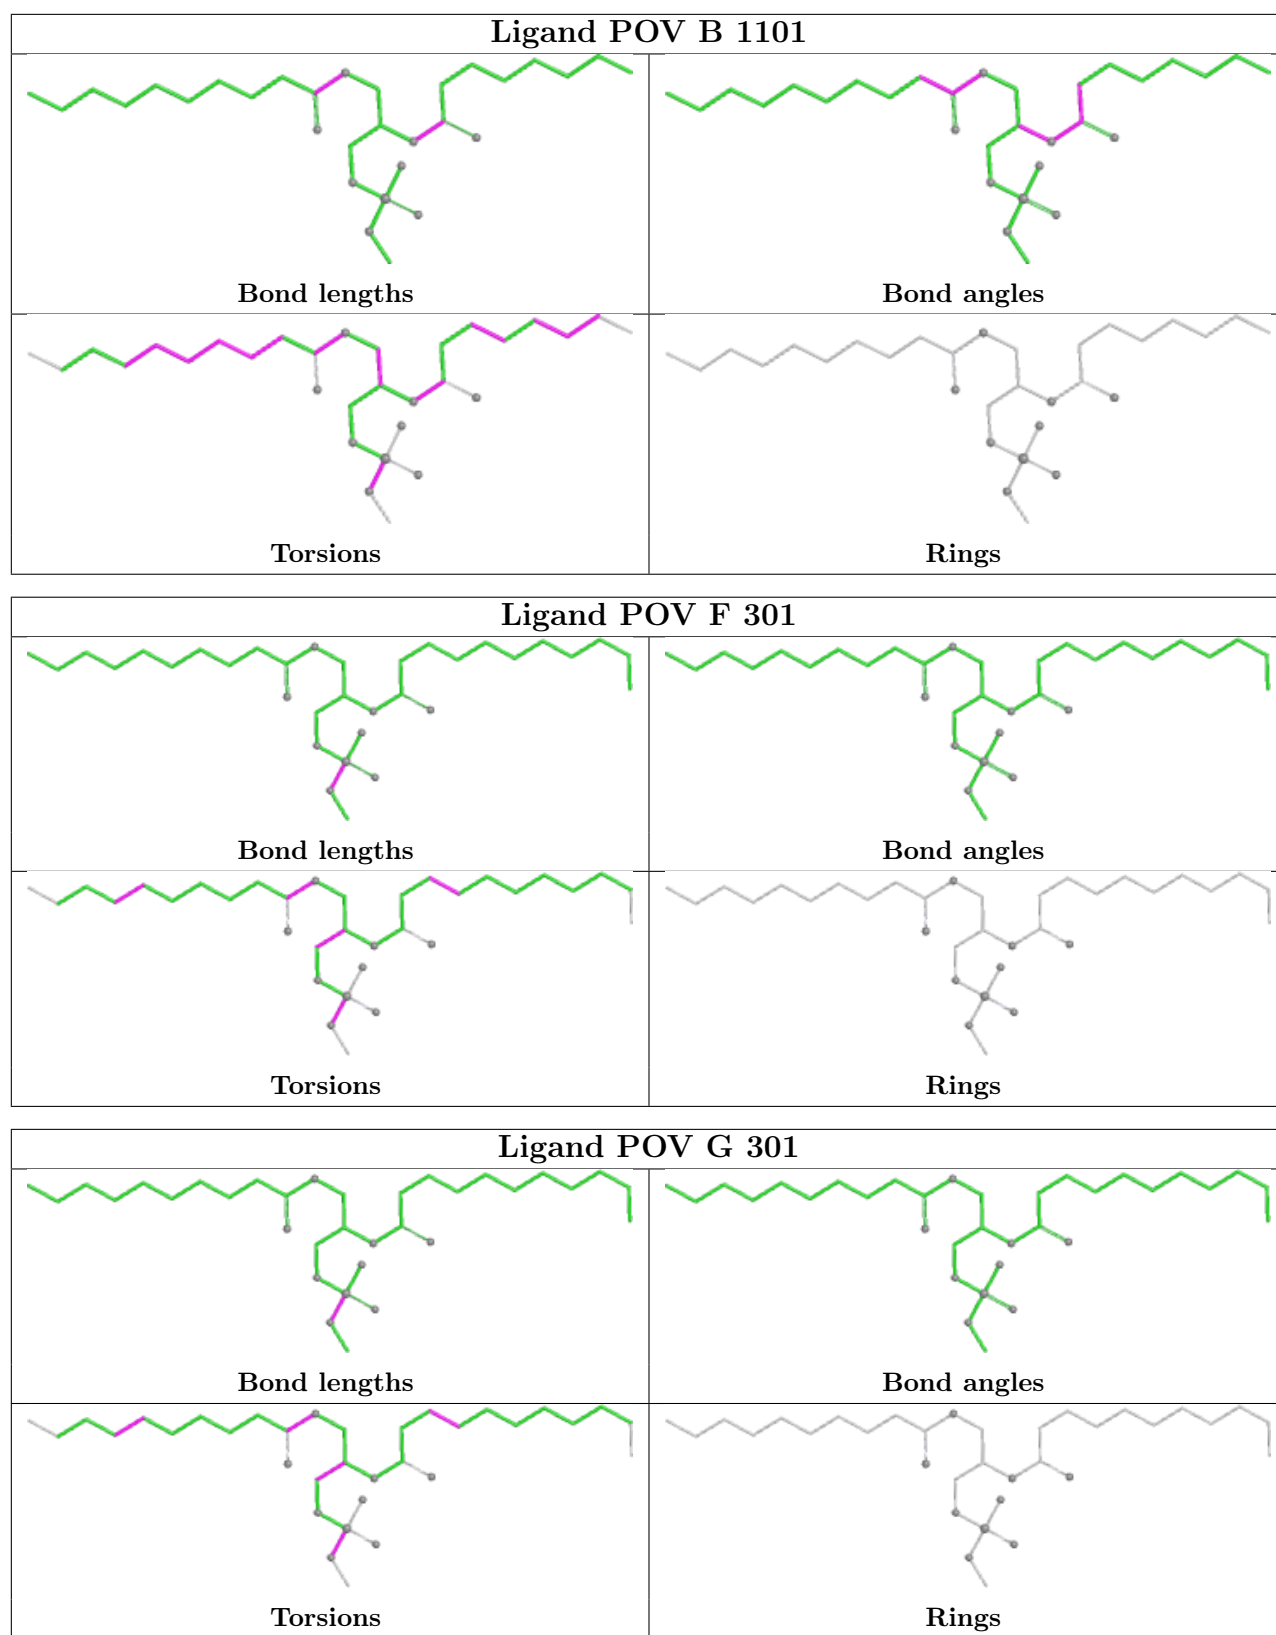 Ligand POV B 1101
Bond lengths
Bond angles
Torsions
Rings
Ligand POV F 301
Bond lengths
Bond angles
Torsions
Rings
Ligand POV G 301
Bond lengths
Bond angles
Torsions
Rings